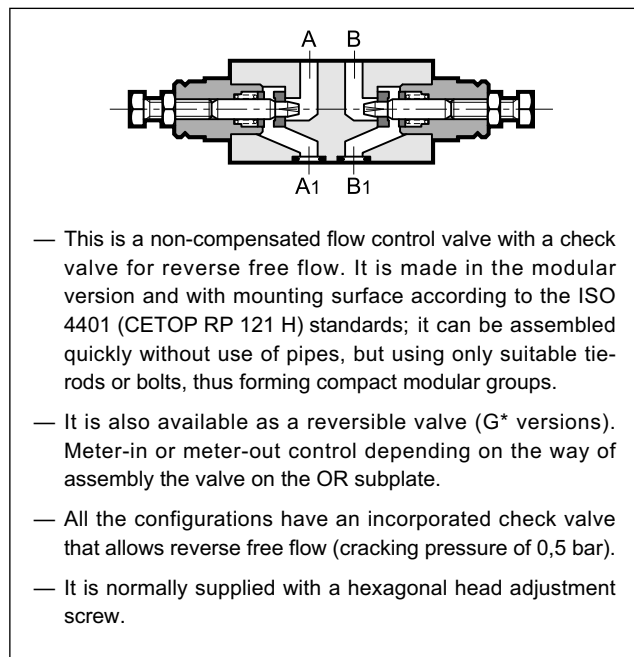 A B
A1 B1
— This is a non-compensated flow control valve with a check
valve for reverse free flow. It is made in the modular
version and with mounting surface according to the ISO
4401 (CETOP RP 121 H) standards; it can be assembled
quickly without use of pipes, but using only suitable tie-
rods or bolts, thus forming compact modular groups.
— It is also available as a reversible valve (G* versions).
Meter-in or meter-out control depending on the way of
assembly the valve on the OR subplate.
— All the configurations have an incorporated check valve
that allows reverse free flow (cracking pressure of 0,5 bar).
— It is normally supplied with a hexagonal head adjustment
screw.